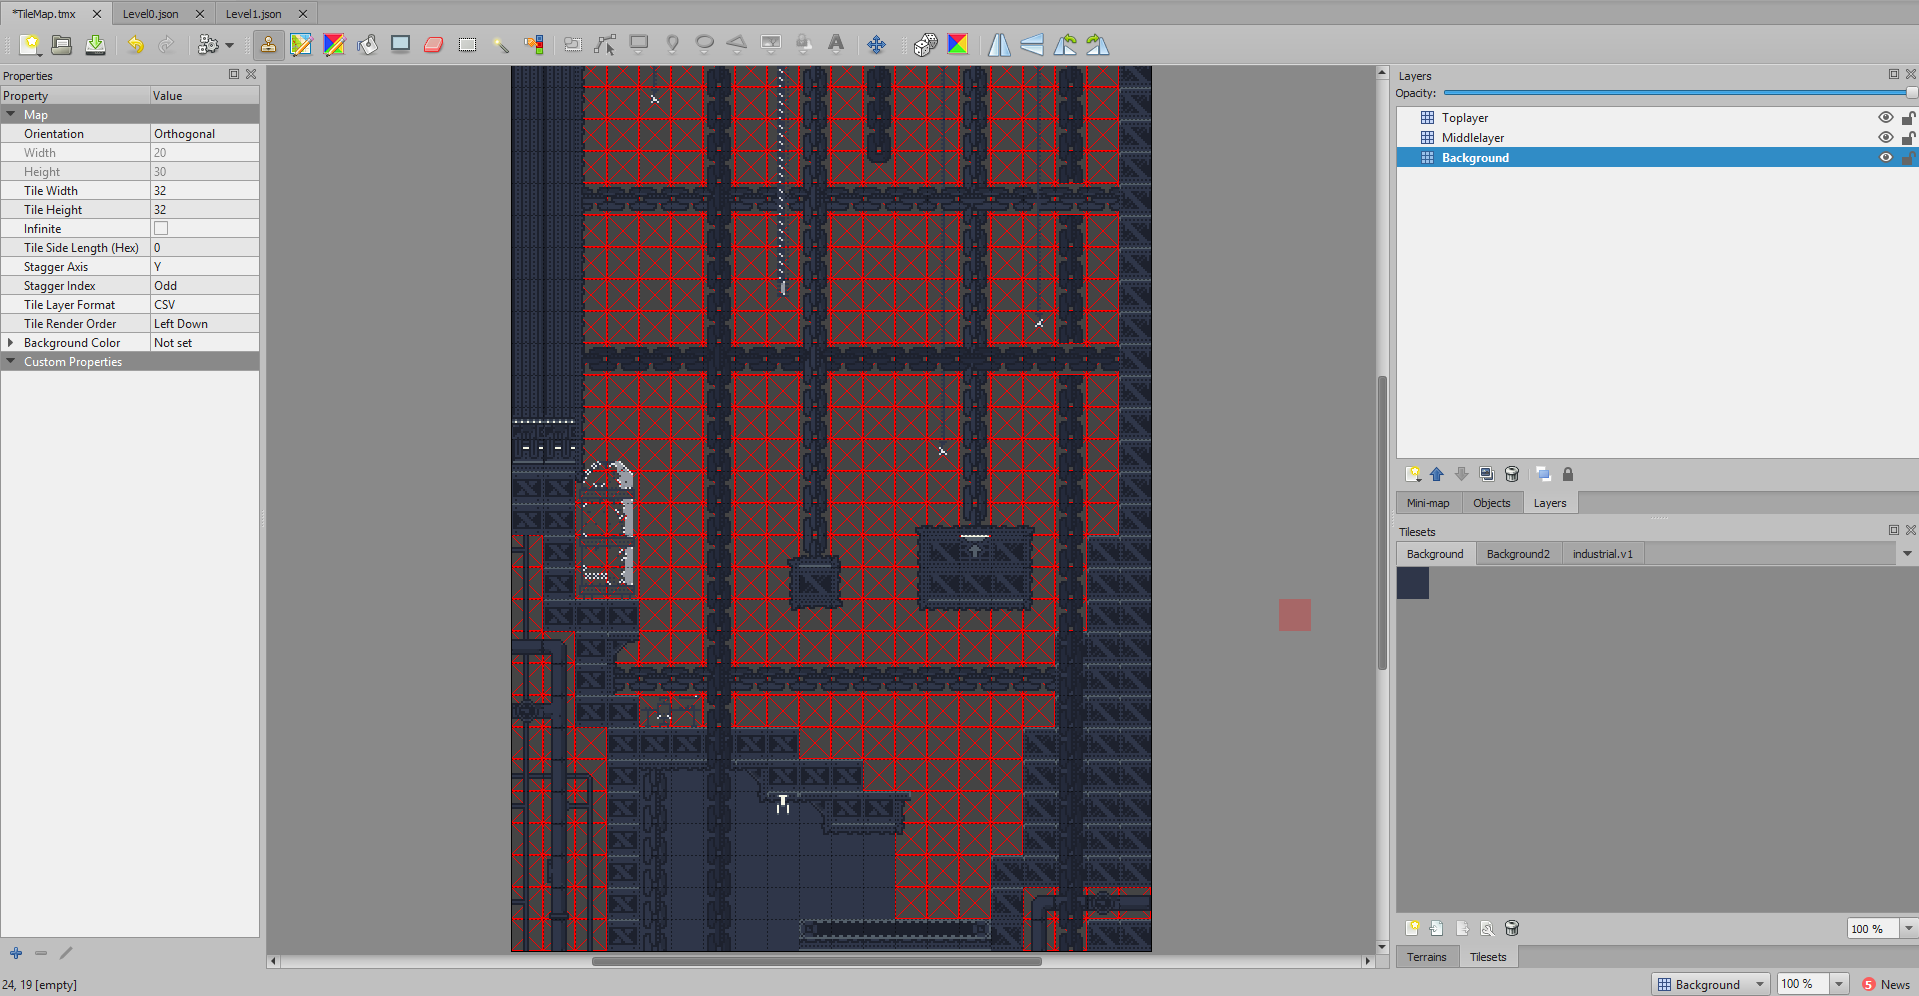 *TileMap.tmx
Level0.json
Level1.json
Properties
Property Value
Map
Orientation Orthogonal
Width 20
Height 30
Tile Width 32
Tile Height 32
Infinite
Tile Side Length (Hex) 0
Stagger Axis Y
Stagger Index Odd
Tile Layer Format CSV
Tile Render Order Left Down
Background Color Not set
Custom Properties
24, 19 [empty]
Layers
Opacity:
Toplayer
Middlelayer
Background
Mini-map Objects Layers
Tilesets
Background Background2 industrial.v1
100 %
Terrains Tilesets
Background 100 % 5 News